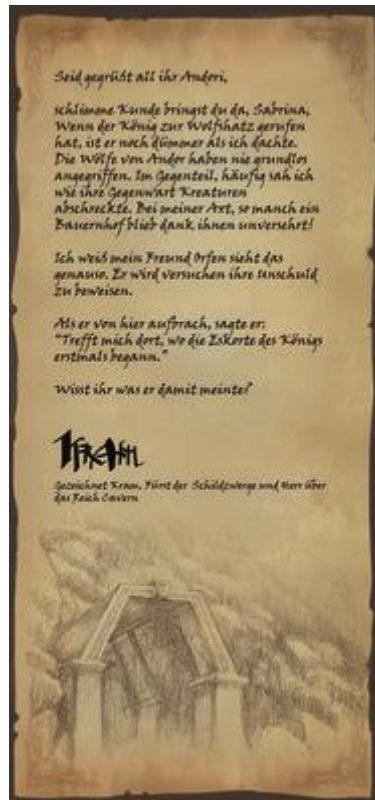 Seid gegrüßt all ihr Andori,
schlimme Kunde bringst du da, Sabrina,
Wenn der König zur Wolfshatz gerufen
hat, ist er noch dümmer als ich dachte.
Die Wölfe von Andor haben nie grundlos
angegriffen. Im Gegenteil, häufig sah ich
wie ihre Gegenwart Kreaturen
abschreckte. Bei meiner Axt, so manch ein
Bauernhof blieb dank ihnen unversehrt!
Ich weiß mein Freund Orfen sieht das
genauso. Er wird versuchen ihre Unschuld
zu beweisen.
Als er von hier aufbrach, sagte er:
"Trefft mich dort, wo die Eskorte des Königs
erstmals begann."
Wisst ihr was er damit meinte?
KRAM
Gezeichnet Kram, Fürst der Schildzwerge und Herr über
das Reich Cavern